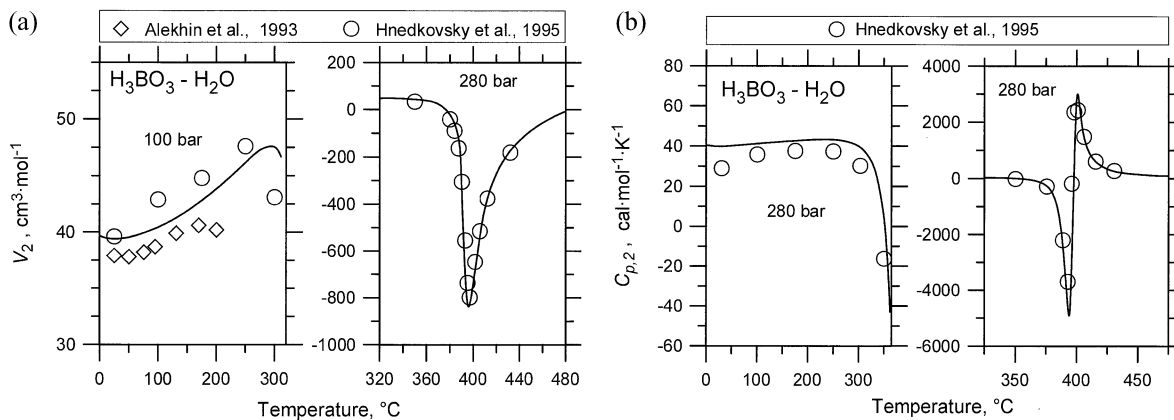 (a)
Alekhin et al., 1993
Hnedkovsky et al., 1995
H₃BO₃ - H₂O
100 bar
V₂ , cm³·mol⁻¹
50
40
30
0
100
200
300
280 bar
200
0
-200
-400
-600
-800
-1000
320
360
400
440
480
Temperature, °C
(b)
Hnedkovsky et al., 1995
H₃BO₃ - H₂O
280 bar
Cp,2 , cal·mol⁻¹·K⁻¹
80
60
40
20
0
-20
-40
-60
0
100
200
300
280 bar
4000
2000
0
-2000
-4000
-6000
350
400
450
Temperature, °C